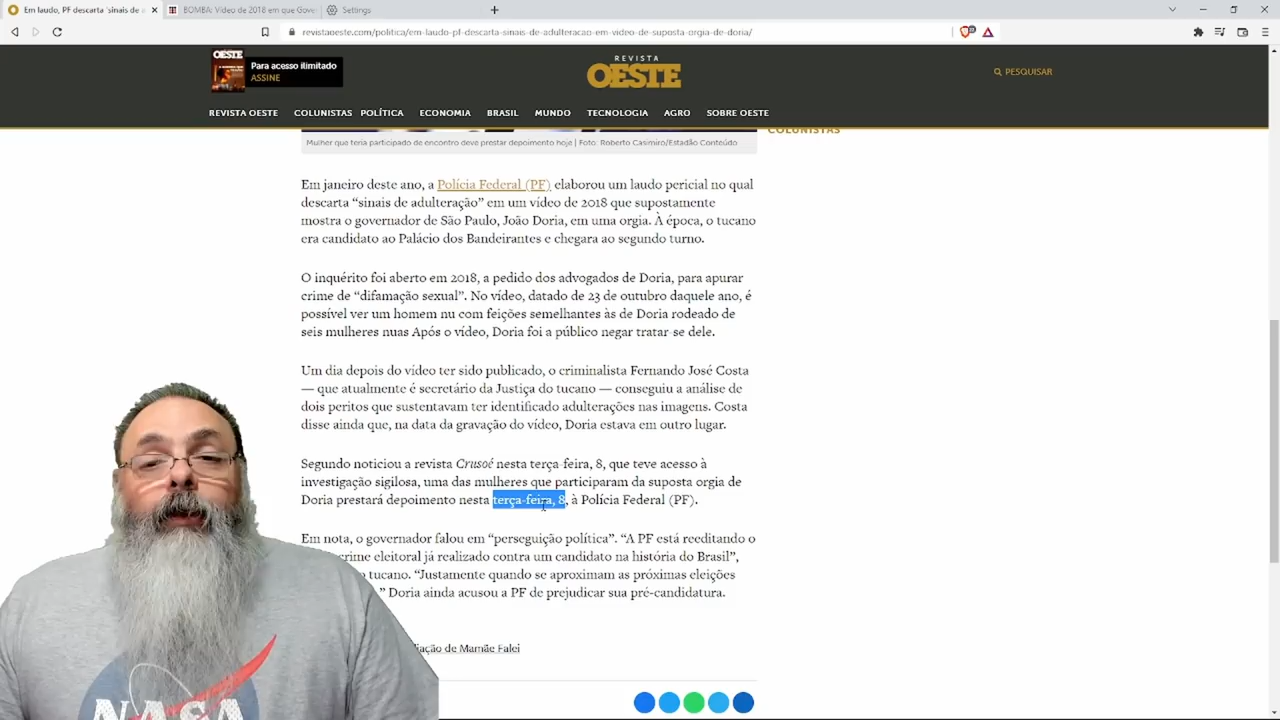 Em laudo, PF descarta 'sinais de a
BOMBA: Vídeo de 2018 em que Gove
Settings
revistaoeste.com/politica/em-laudo-pf-descarta-sinais-de-adulteracao-em-video-de-suposta-orgia-de-doria/
OESTE
Para acesso ilimitado
ASSINE
REVISTA
OESTE
PESQUISAR
REVISTA OESTE COLUNISTAS POLÍTICA ECONOMIA BRASIL MUNDO TECNOLOGIA AGRO SOBRE OESTE
COLUNISTAS
Mulher que teria participado de encontro deve prestar depoimento hoje | Foto: Roberto Casimiro/Estadão Conteúdo
Em janeiro deste ano, a Polícia Federal (PF) elaborou um laudo pericial no qual
descarta “sinais de adulteração” em um vídeo de 2018 que supostamente
mostra o governador de São Paulo, João Doria, em uma orgia. À época, o tucano
era candidato ao Palácio dos Bandeirantes e chegara ao segundo turno.
O inquérito foi aberto em 2018, a pedido dos advogados de Doria, para apurar
crime de “difamação sexual”. No vídeo, datado de 23 de outubro daquele ano, é
possível ver um homem nu com feições semelhantes às de Doria rodeado de
seis mulheres nuas Após o vídeo, Doria foi a público negar tratar-se dele.
Um dia depois do vídeo ter sido publicado, o criminalista Fernando José Costa
— que atualmente é secretário da Justiça do tucano — conseguiu a análise de
dois peritos que sustentavam ter identificado adulterações nas imagens. Costa
disse ainda que, na data da gravação do vídeo, Doria estava em outro lugar.
Segundo noticiou a revista Crusoé nesta terça-feira, 8, que teve acesso à
investigação sigilosa, uma das mulheres que participaram da suposta orgia de
Doria prestará depoimento nesta terça-feira, 8, à Polícia Federal (PF).
Em nota, o governador falou em “perseguição política”. “A PF está reeditando o
crime eleitoral já realizado contra um candidato na história do Brasil”,
tucano. “Justamente quando se aproximam as próximas eleições
” Doria ainda acusou a PF de prejudicar sua pré-candidatura.
de Mamãe Falei
NASA